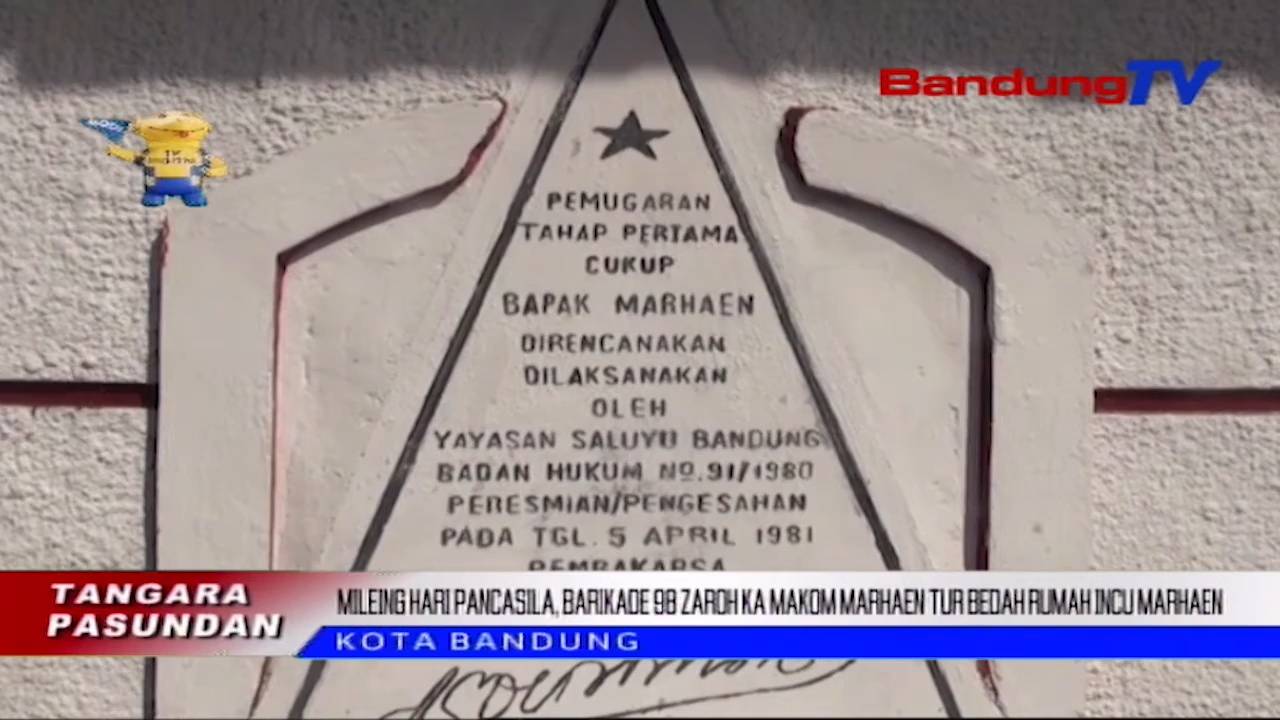 BandungTV
PEMUGARAN
TAHAP PERTAMA
CUKUP
BAPAK MARHAEN
DIRENCANAKAN
DILAKSANAKAN
OLEH
YAYASAN SALUYU BANDUNG
BADAN HUKUM NO.91/1980
PERESMIAN/PENGESAHAN
PADA TGL. 5 APRIL 1981
PEMRAKARSA
TANGARA
PASUNDAN
MILEING HARI PANCASILA, BARIKADE 98 ZAROH KA MAKOM MARHAEN TUR BEDAH RUMAH INCU MARHAEN
KOTA BANDUNG